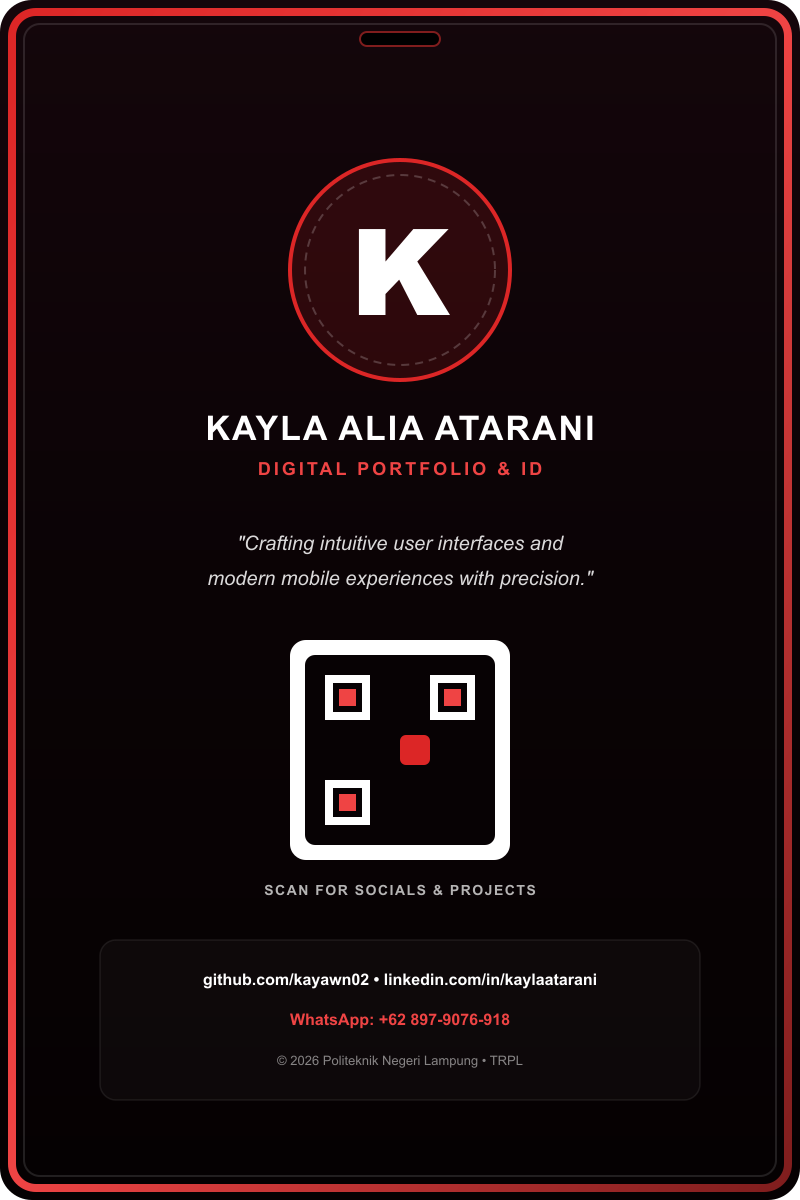 K
KAYLA ALIA ATARANI
DIGITAL PORTFOLIO & ID
"Crafting intuitive user interfaces and
modern mobile experiences with precision."
SCAN FOR SOCIALS & PROJECTS
github.com/kayawn02 • linkedin.com/in/kaylaatarani
WhatsApp: +62 897-9076-918
© 2026 Politeknik Negeri Lampung • TRPL